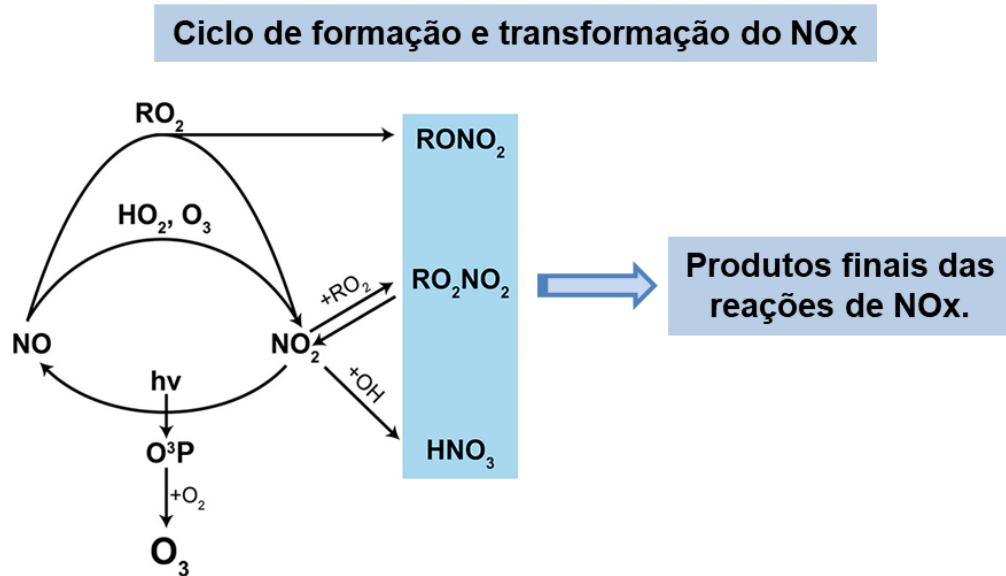 Ciclo de formação e transformação do NOx
RO₂
RONO₂
HO₂, O₃
+RO₂
RO₂NO₂
Produtos finais das
reações de NOx.
NO
NO₂
hv
+OH
O³P
HNO₃
+O₂
O₃